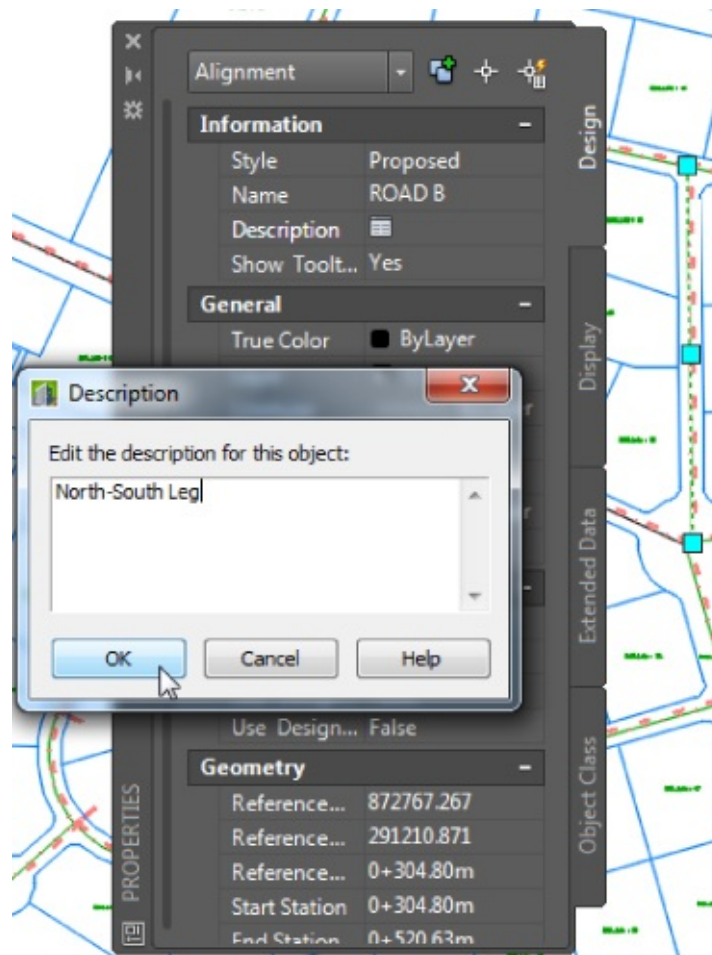 Alignment
Information
Style Proposed
Name ROAD B
Description
Show Toolt... Yes
General
True Color ByLayer
Description
Edit the description for this object:
North-South Leg
OK Cancel Help
Use Design... False
Geometry
Reference... 872767.267
Reference... 291210.871
Reference... 0+304.80m
Start Station 0+304.80m
End Station 0+520.63m
Design
Display
Extended Data
Object Class
PROPERTIES